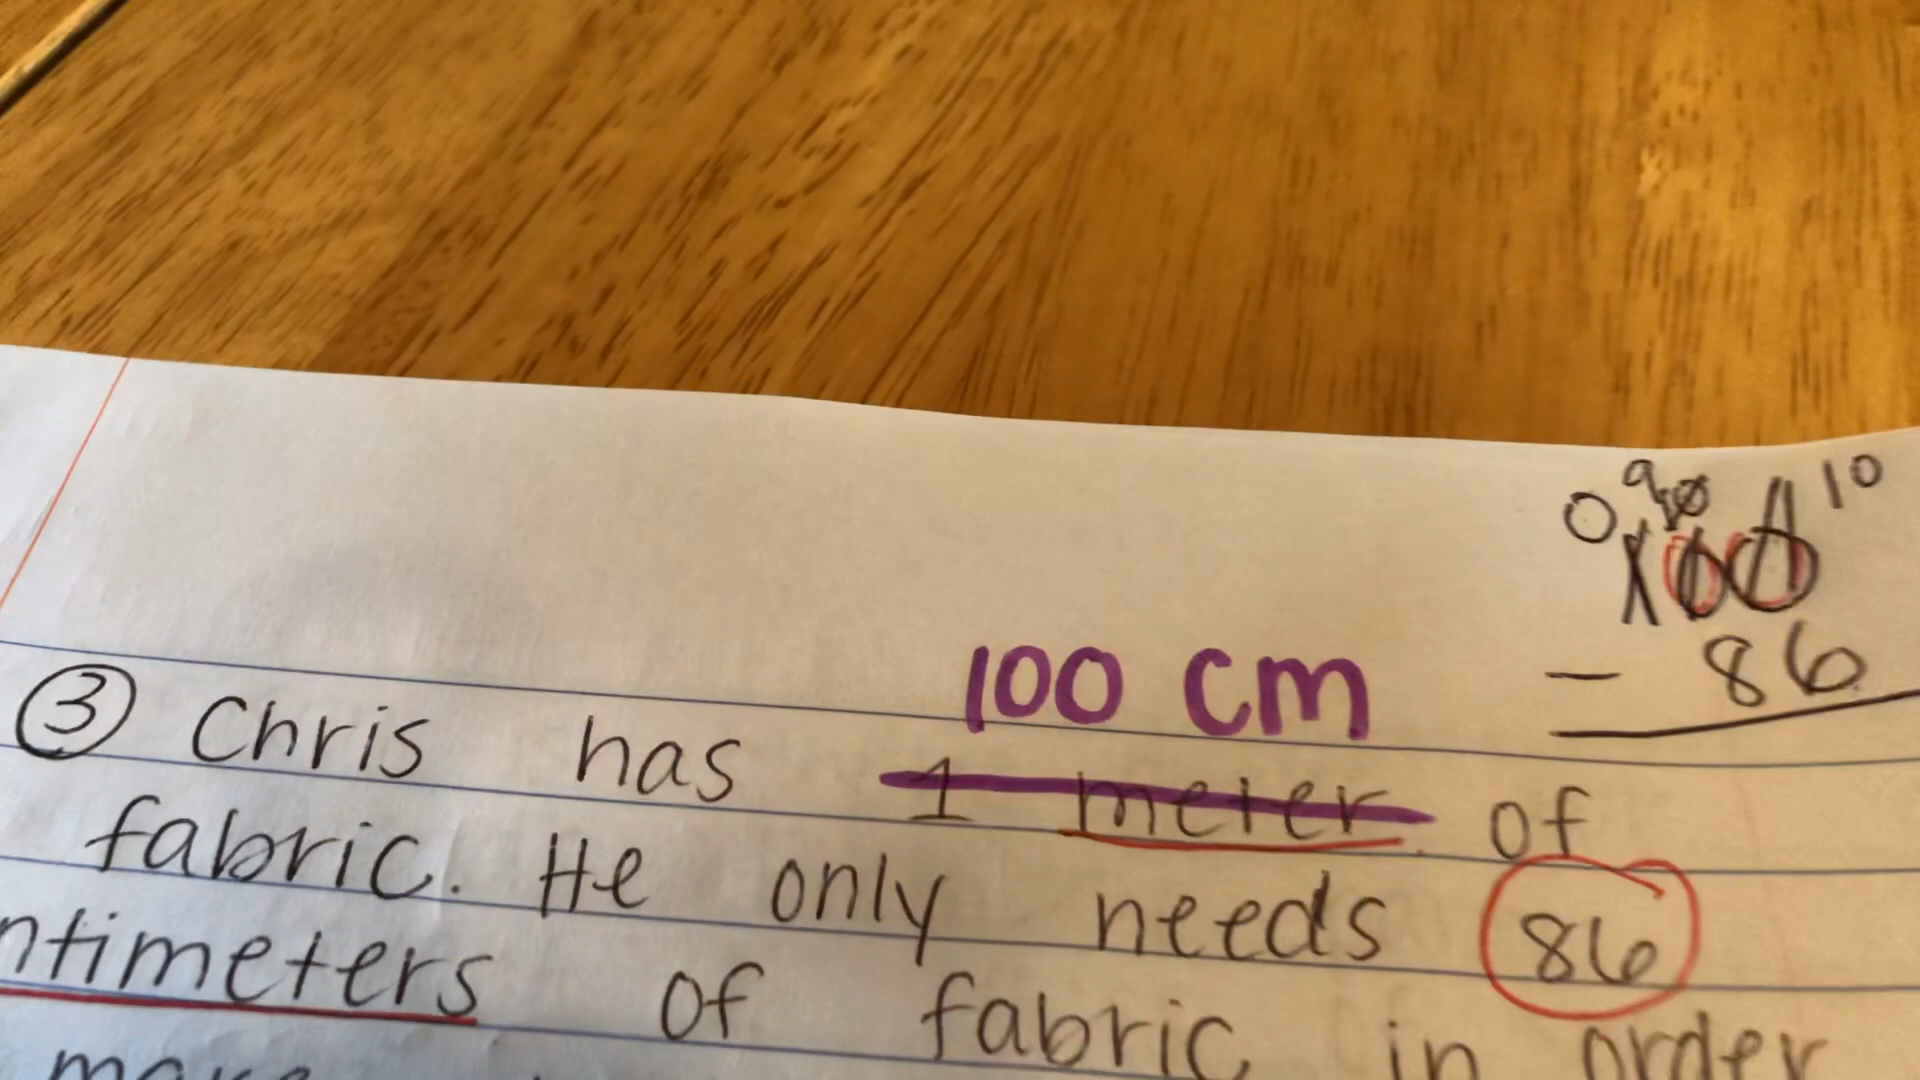 0 9 10 10
100
- 86
100 cm
③ Chris has 1 meter of
fabric. He only needs 86
ntimeters of fabric in order
make